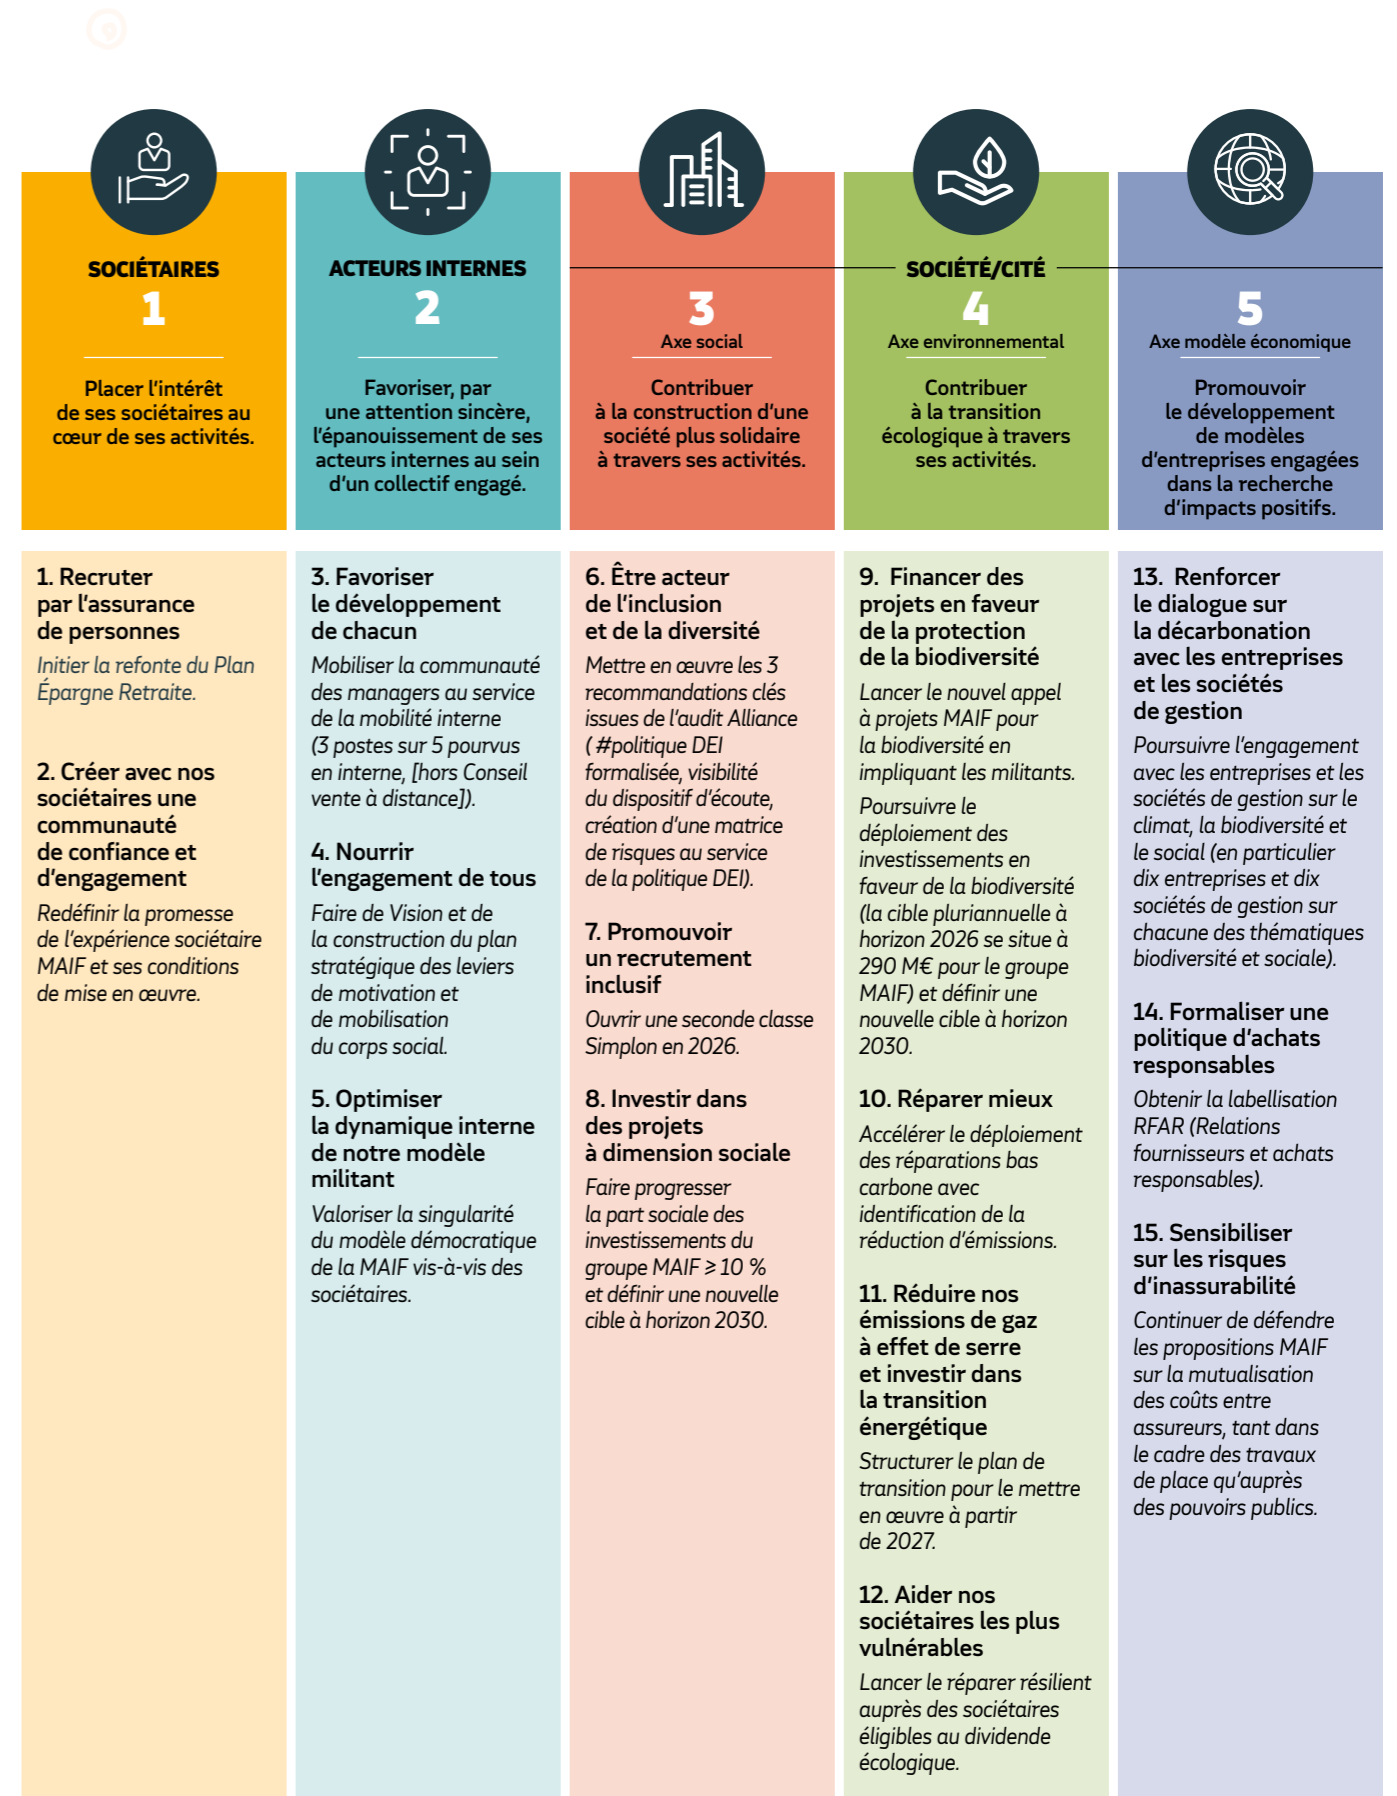 SOCIÉTAIRES
1
Placer l'intérêt
de ses sociétaires au
cœur de ses activités.
1. Recruter
par l'assurance
de personnes
Initier la refonte du Plan
Épargne Retraite.
2. Créer avec nos
sociétaires une
communauté
de confiance et
d'engagement
Redéfinir la promesse
de l'expérience sociétaire
MAIF et ses conditions
de mise en œuvre.
ACTEURS INTERNES
2
Favoriser, par
une attention sincère,
l'épanouissement de ses
acteurs internes au sein
d'un collectif engagé.
3. Favoriser
le développement
de chacun
Mobiliser la communauté
des managers au service
de la mobilité interne
(3 postes sur 5 pourvus
en interne, [hors Conseil
vente à distance]).
4. Nourrir
l'engagement de tous
Faire de Vision et de
la construction du plan
stratégique des leviers
de motivation et
de mobilisation
du corps social.
5. Optimiser
la dynamique interne
de notre modèle
militant
Valoriser la singularité
du modèle démocratique
de la MAIF vis-à-vis des
sociétaires.
SOCIÉTÉ/CITÉ
3
Axe social
Contribuer
à la construction d'une
société plus solidaire
à travers ses activités.
6. Être acteur
de l'inclusion
et de la diversité
Mettre en œuvre les 3
recommandations clés
issues de l'audit Alliance
( #politique DEI
formalisée, visibilité
du dispositif d'écoute,
création d'une matrice
de risques au service
de la politique DEI).
7. Promouvoir
un recrutement
inclusif
Ouvrir une seconde classe
Simplon en 2026.
8. Investir dans
des projets
à dimension sociale
Faire progresser
la part sociale des
investissements du
groupe MAIF ≥ 10 %
et définir une nouvelle
cible à horizon 2030.
4
Axe environnemental
Contribuer
à la transition
écologique à travers
ses activités.
9. Financer des
projets en faveur
de la protection
de la biodiversité
Lancer le nouvel appel
à projets MAIF pour
la biodiversité en
impliquant les militants.
Poursuivre le
déploiement des
investissements en
faveur de la biodiversité
(la cible pluriannuelle à
horizon 2026 se situe à
290 M€ pour le groupe
MAIF) et définir une
nouvelle cible à horizon
2030.
10. Réparer mieux
Accélérer le déploiement
des réparations bas
carbone avec
identification de la
réduction d'émissions.
11. Réduire nos
émissions de gaz
à effet de serre
et investir dans
la transition
énergétique
Structurer le plan de
transition pour le mettre
en œuvre à partir
de 2027.
12. Aider nos
sociétaires les plus
vulnérables
Lancer le réparer résilient
auprès des sociétaires
éligibles au dividende
écologique.
5
Axe modèle économique
Promouvoir
le développement
de modèles
d'entreprises engagées
dans la recherche
d'impacts positifs.
13. Renforcer
le dialogue sur
la décarbonation
avec les entreprises
et les sociétés
de gestion
Poursuivre l'engagement
avec les entreprises et les
sociétés de gestion sur le
climat, la biodiversité et
le social (en particulier
dix entreprises et dix
sociétés de gestion sur
chacune des thématiques
biodiversité et sociale).
14. Formaliser une
politique d'achats
responsables
Obtenir la labellisation
RFAR (Relations
fournisseurs et achats
responsables).
15. Sensibiliser
sur les risques
d'inassurabilité
Continuer de défendre
les propositions MAIF
sur la mutualisation
des coûts entre
assureurs, tant dans
le cadre des travaux
de place qu'auprès
des pouvoirs publics.